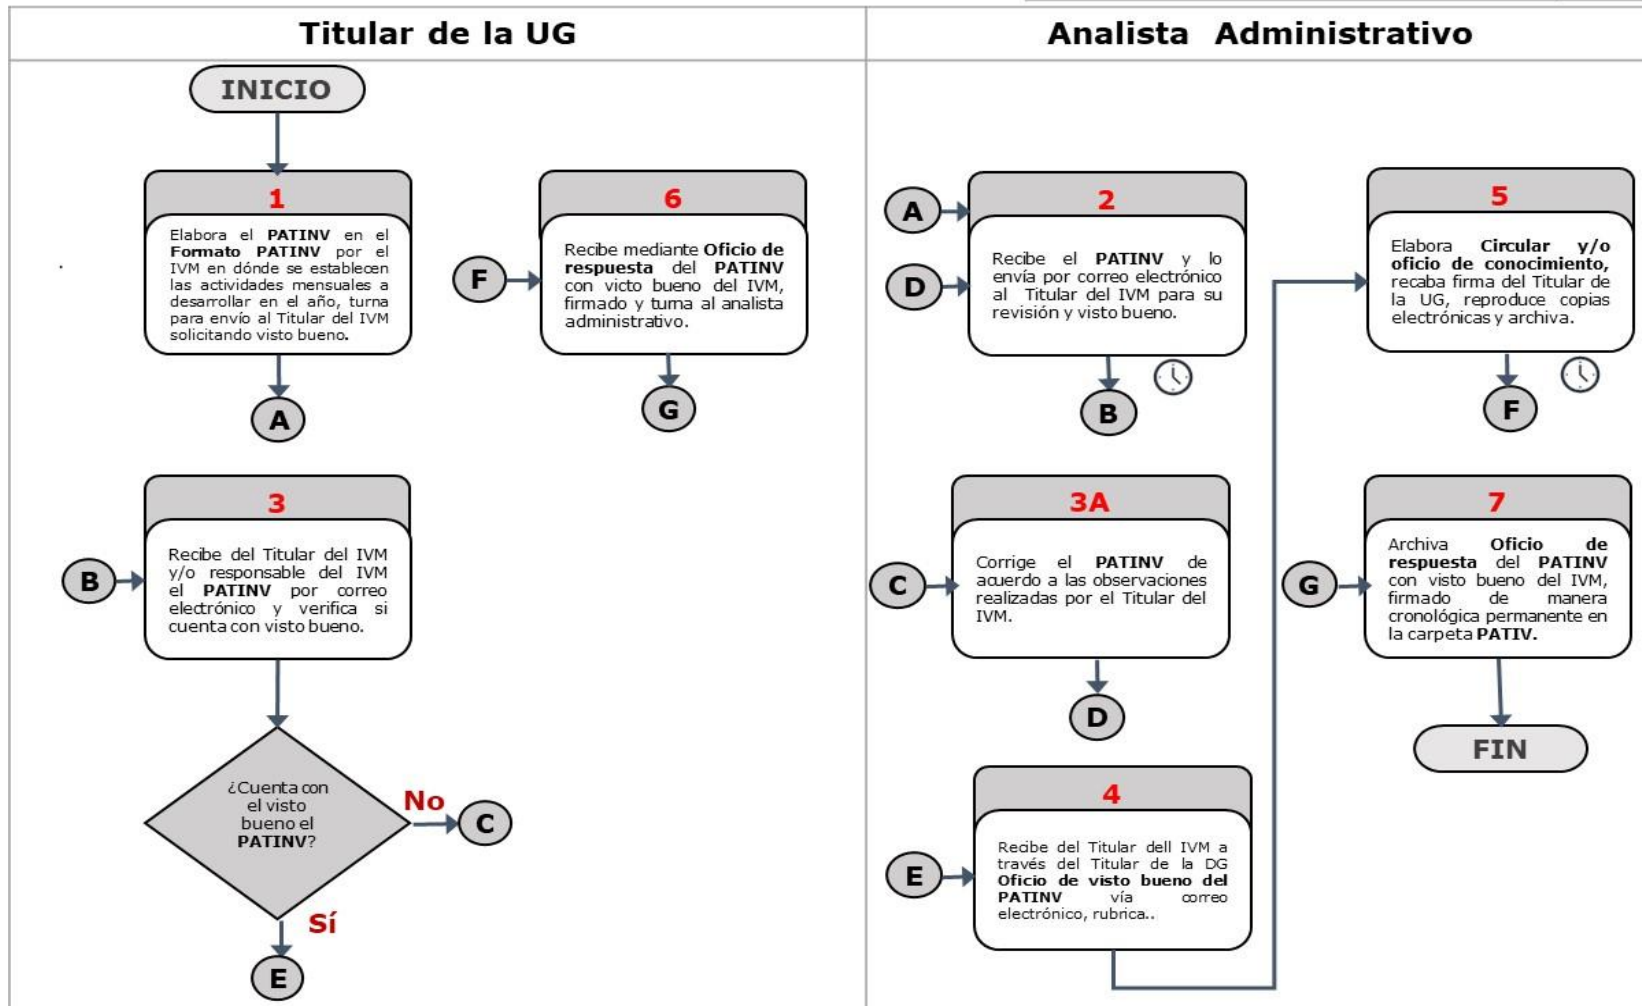 Titular de la UG
INICIO
1
Elabora el PATINV en el
Formato PATINV por el
IVM en dónde se establecen
las actividades mensuales a
desarrollar en el año, turna
para envío al Titular del IVM
solicitando visto bueno.
A
6
F
Recibe mediante Oficio de
respuesta del PATINV
con victo bueno del IVM,
firmado y turna al analista
administrativo.
G
3
B
Recibe del Titular del IVM
y/o responsable del IVM
el PATINV por correo
electrónico y verifica si
cuenta con visto bueno.
¿Cuenta con
el visto
bueno el
PATINV?
No
C
Sí
E
Analista Administrativo
A
D
2
Recibe el PATINV y lo
envía por correo electrónico
al Titular del IVM para su
revisión y visto bueno.
B
5
Elabora Circular y/o
oficio de conocimiento,
recaba firma del Titular de
la UG, reproduce copias
electrónicas y archiva.
F
3A
C
Corrige el PATINV de
acuerdo a las observaciones
realizadas por el Titular del
IVM.
D
7
G
Archiva Oficio de
respuesta del PATINV
con visto bueno del IVM,
firmado de manera
cronológica permanente en
la carpeta PATIV.
FIN
4
E
Recibe del Titular dell IVM a
través del Titular de la DG
Oficio de visto bueno del
PATINV vía correo
electrónico, rubrica..